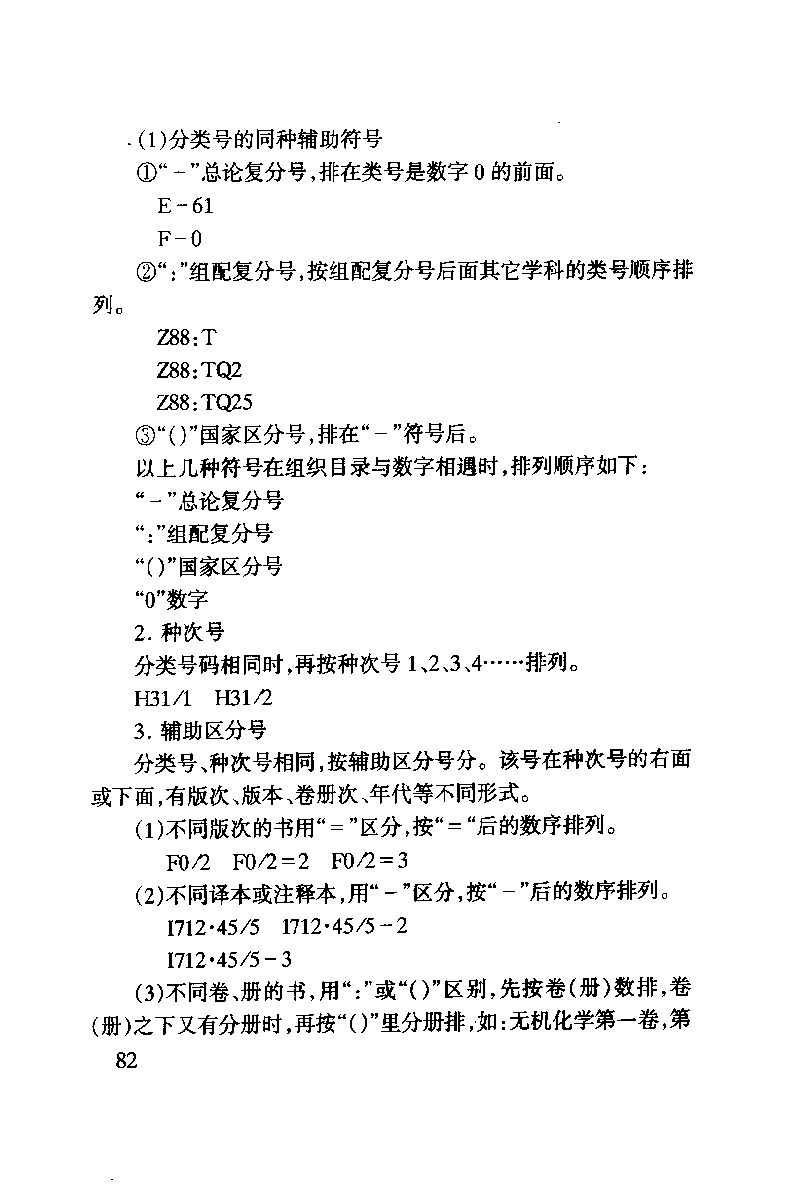 (1)分类号的同种辅助符号
①“-”总论复分号,排在类号是数字0的前面。
E-61
F-0
②“:”组配复分号,按组配复分号后面其它学科的类号顺序排
列。
Z88:T
Z88:TQ2
Z88:TQ25
③“()”国家区分号,排在“-”符号后。
以上几种符号在组织目录与数字相遇时,排列顺序如下:
“-”总论复分号
“:”组配复分号
“()”国家区分号
“0”数字
2. 种次号
分类号码相同时,再按种次号1、2、3、4……排列。
H31/1 H31/2
3. 辅助区分号
分类号、种次号相同,按辅助区分号分。该号在种次号的右面
或下面,有版次、版本、卷册次、年代等不同形式。
(1)不同版次的书用“=”区分,按“=“后的数序排列。
F0/2 F0/2=2 F0/2=3
(2)不同译本或注释本,用“-”区分,按“-”后的数序排列。
I712·45/5 I712·45/5-2
I712·45/5-3
(3)不同卷、册的书,用“:”或“()”区别,先按卷(册)数排,卷
(册)之下又有分册时,再按“()”里分册排,如:无机化学第一卷,第
82